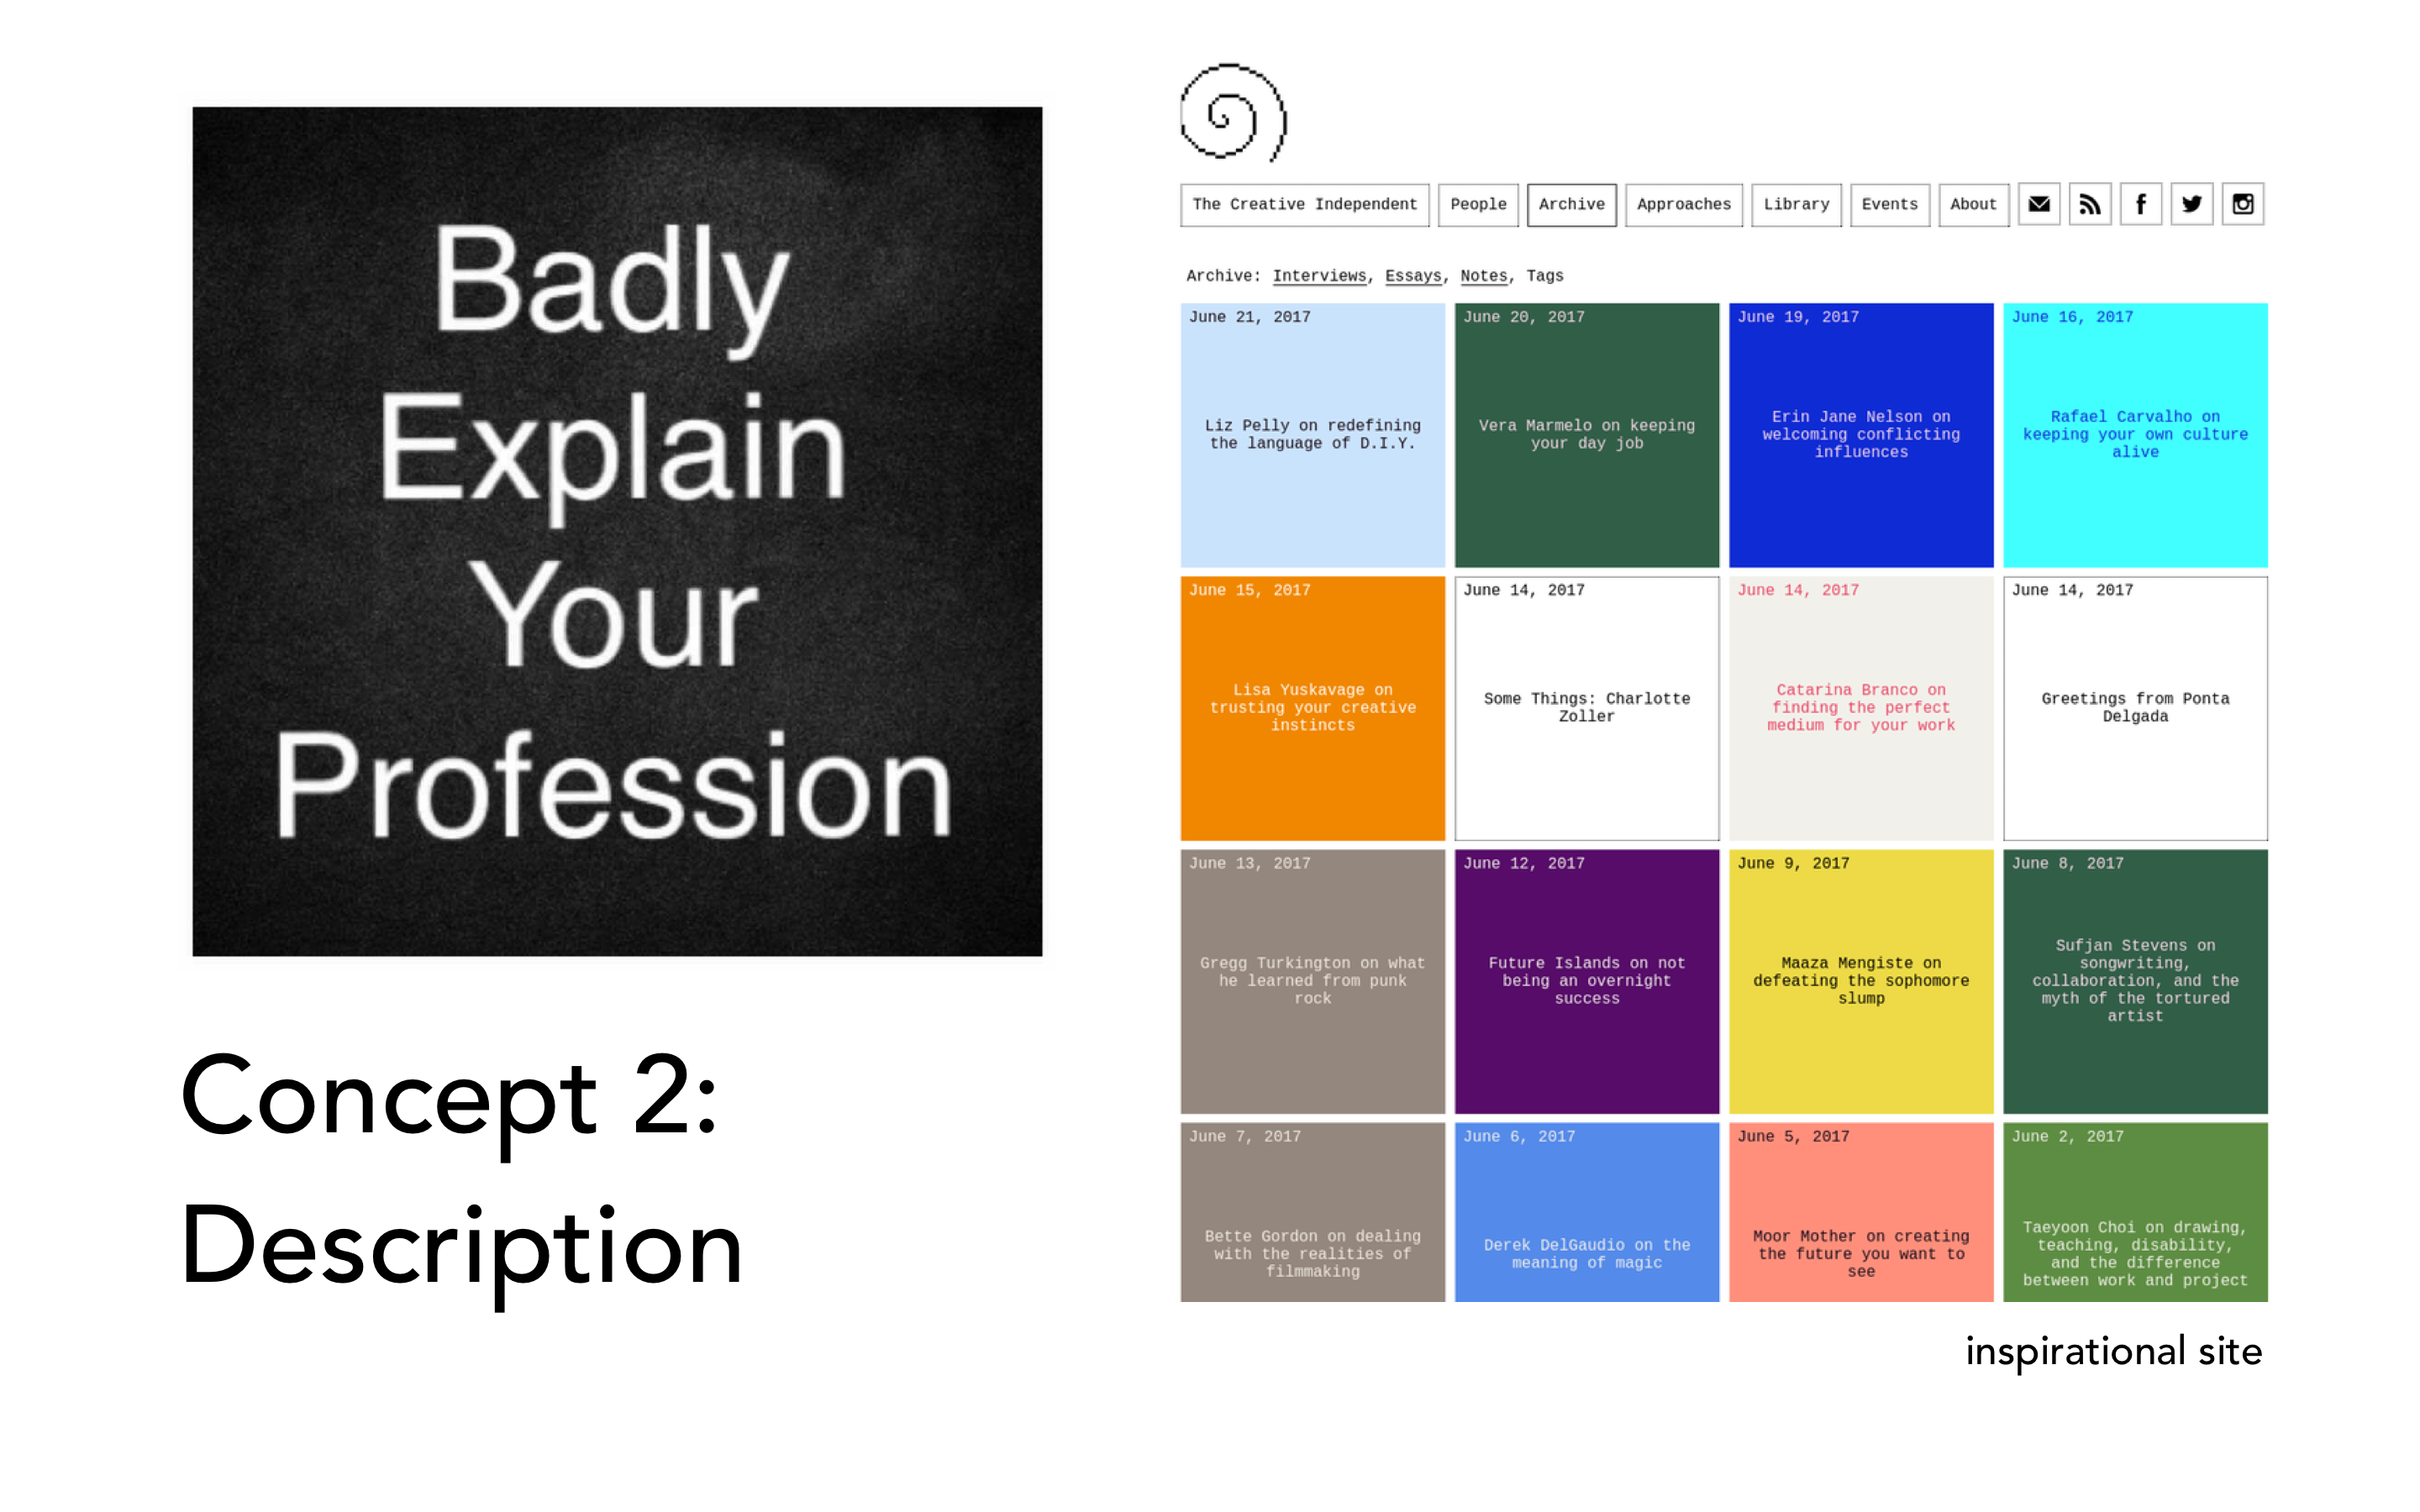 Badly
Explain
Your
Profession
Concept 2:
Description
The Creative Independent
People
Archive
Approaches
Library
Events
About
Archive: Interviews, Essays, Notes, Tags
June 21, 2017
Liz Pelly on redefining
the language of D.I.Y.
June 20, 2017
Vera Marmelo on keeping
your day job
June 19, 2017
Erin Jane Nelson on
welcoming conflicting
influences
June 16, 2017
Rafael Carvalho on
keeping your own culture
alive
June 15, 2017
Lisa Yuskavage on
trusting your creative
instincts
June 14, 2017
Some Things: Charlotte
Zoller
June 14, 2017
Catarina Branco on
finding the perfect
medium for your work
June 14, 2017
Greetings from Ponta
Delgada
June 13, 2017
Gregg Turkington on what
he learned from punk
rock
June 12, 2017
Future Islands on not
being an overnight
success
June 9, 2017
Maaza Mengiste on
defeating the sophomore
slump
June 8, 2017
Sufjan Stevens on
songwriting,
collaboration, and the
myth of the tortured
artist
June 7, 2017
Bette Gordon on dealing
with the realities of
filmmaking
June 6, 2017
Derek DelGaudio on the
meaning of magic
June 5, 2017
Moor Mother on creating
the future you want to
see
June 2, 2017
Taeyoon Choi on drawing,
teaching, disability,
and the difference
between work and project
inspirational site